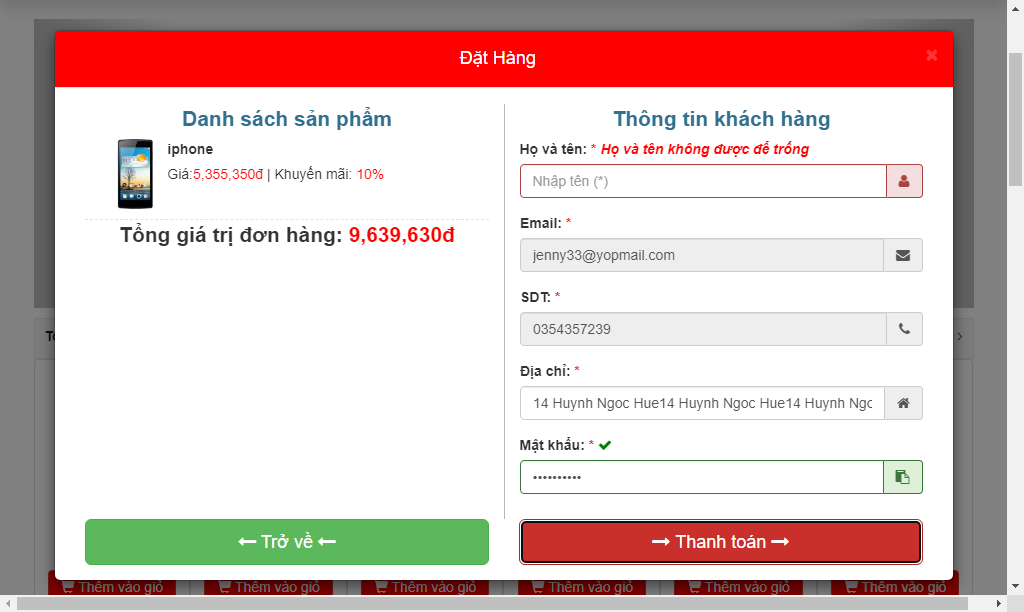 Đặt Hàng
×
Danh sách sản phẩm
iphone
Giá:5,355,350đ | Khuyến mãi: 10%
Tổng giá trị đơn hàng: 9,639,630đ
Trở về
Thông tin khách hàng
Họ và tên: * Họ và tên không được để trống
Nhập tên (*)
Email: *
jenny33@yopmail.com
SDT: *
0354357239
Địa chỉ: *
14 Huynh Ngoc Hue14 Huynh Ngoc Hue14 Huynh Ngc
Mật khẩu: *
••••••••••
Thanh toán
Thêm vào giỏ
Thêm vào giỏ
Thêm vào giỏ
Thêm vào giỏ
Thêm vào giỏ
Thêm vào giỏ